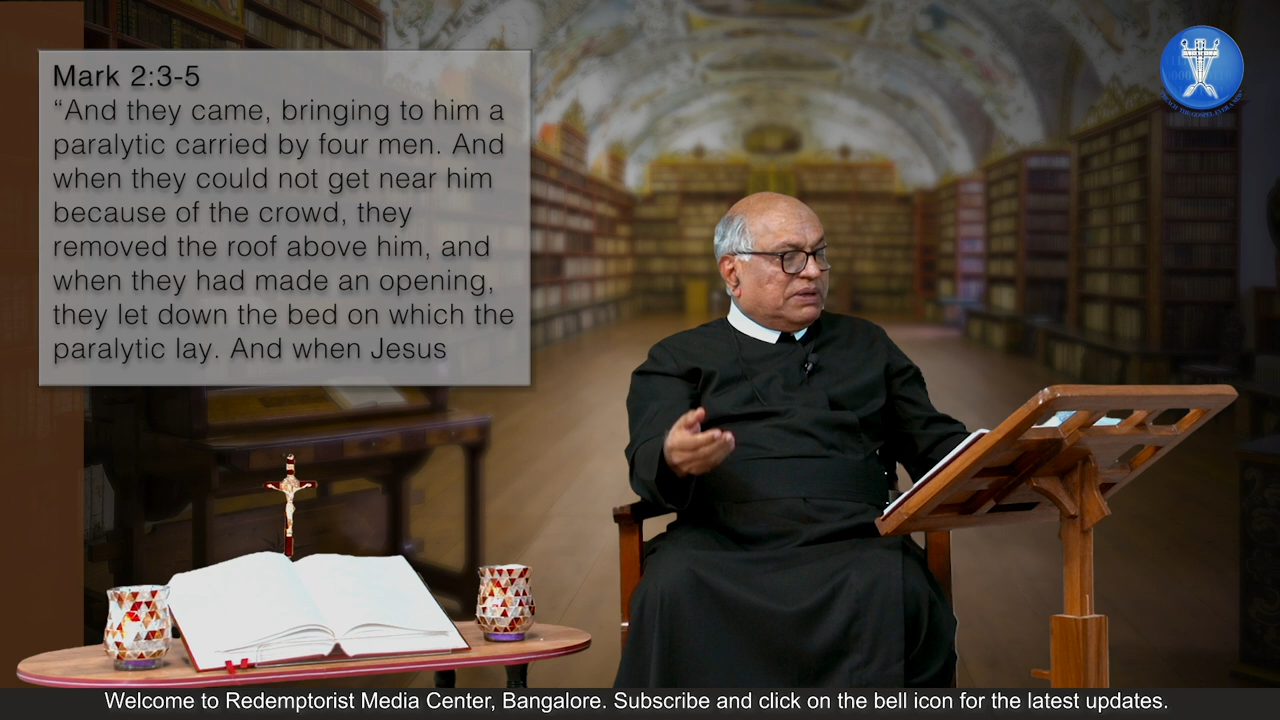 Mark 2:3-5
“And they came, bringing to him a
paralytic carried by four men. And
when they could not get near him
because of the crowd, they
removed the roof above him, and
when they had made an opening,
they let down the bed on which the
paralytic lay. And when Jesus
Welcome to Redemptorist Media Center, Bangalore. Subscribe and click on the bell icon for the latest updates.